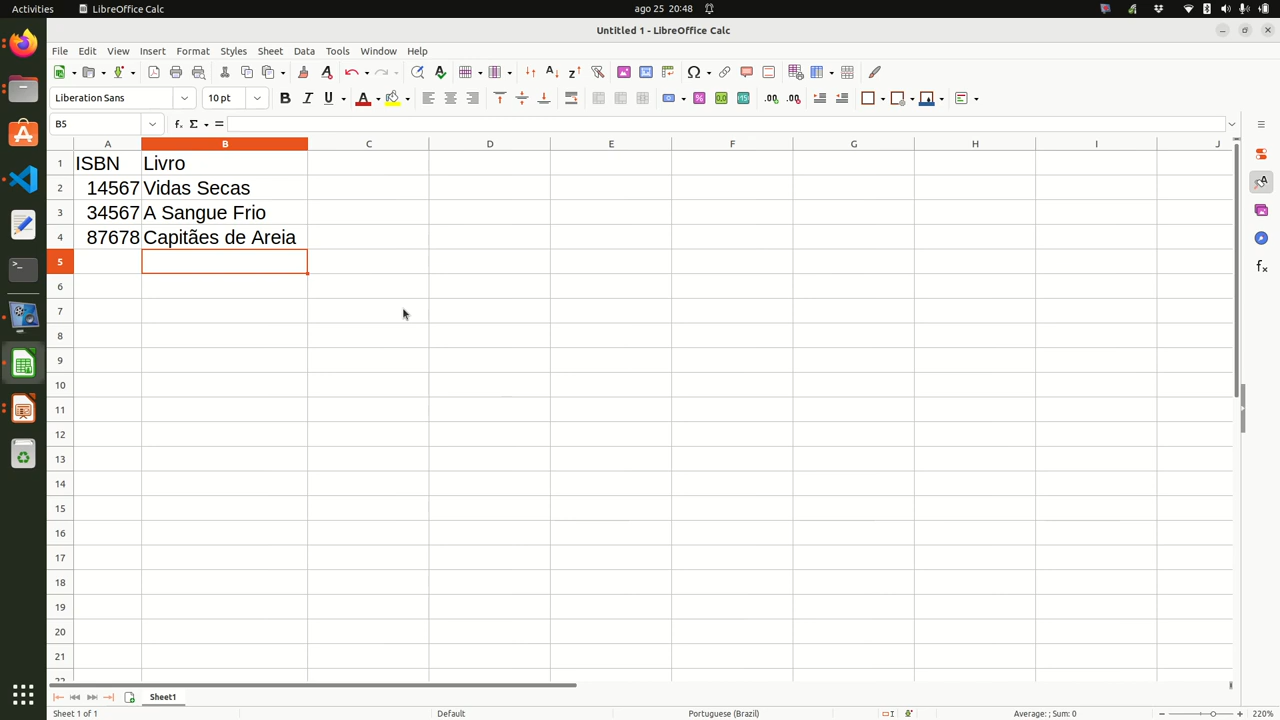 Activities LibreOffice Calc ago 25 20:48
Untitled 1 - LibreOffice Calc
File Edit View Insert Format Styles Sheet Data Tools Window Help
Liberation Sans 10 pt
B5
A B C D E F G H I J
1 ISBN Livro
2 14567 Vidas Secas
3 34567 A Sangue Frio
4 87678 Capitães de Areia
5
6
7
8
9
10
11
12
13
14
15
16
17
18
19
20
21
22
Sheet1
Sheet 1 of 1 Default Portuguese (Brazil) Average: ; Sum: 0 220%